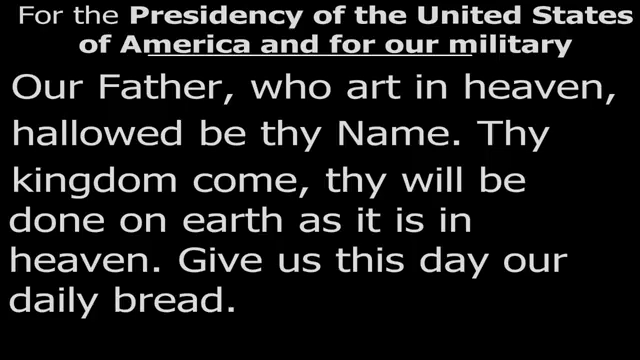 For the Presidency of the United States
of America and for our military
Our Father, who art in heaven,
hallowed be thy Name. Thy
kingdom come, thy will be
done on earth as it is in
heaven. Give us this day our
daily bread.